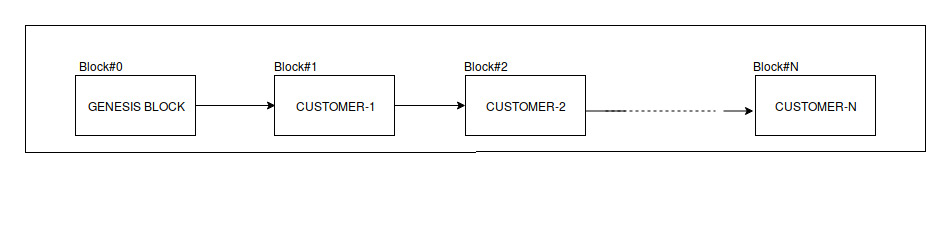 Block#0
Block#1
Block#2
Block#N
GENESIS BLOCK
CUSTOMER-1
CUSTOMER-2
CUSTOMER-N